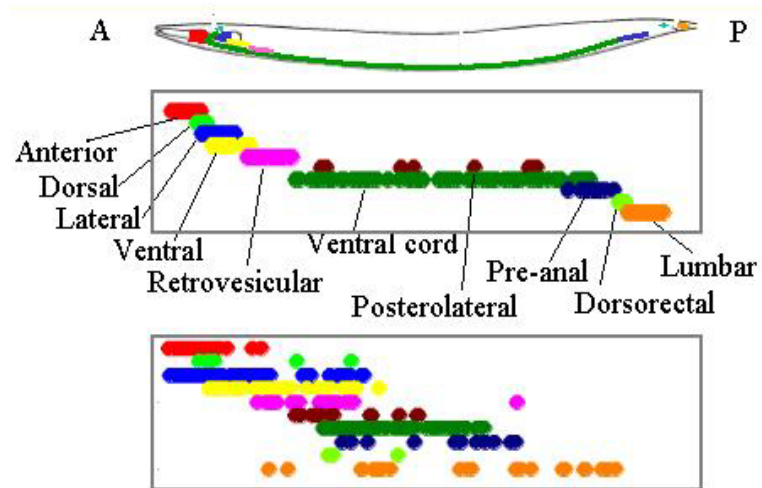 A
P
Anterior
Dorsal
Lateral
Ventral
Retrovesicular
Ventral cord
Posterolateral
Pre-anal
Dorsorectal
Lumbar